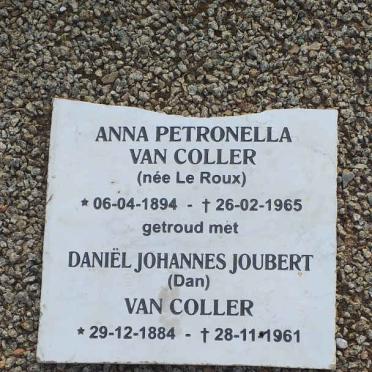 ANNA PETRONELLA
VAN COLLER
(née Le Roux)
* 06-04-1894 - † 26-02-1965
getroud met
DANIËL JOHANNES JOUBERT
(Dan)
VAN COLLER
* 29-12-1884 - † 28-11-1961